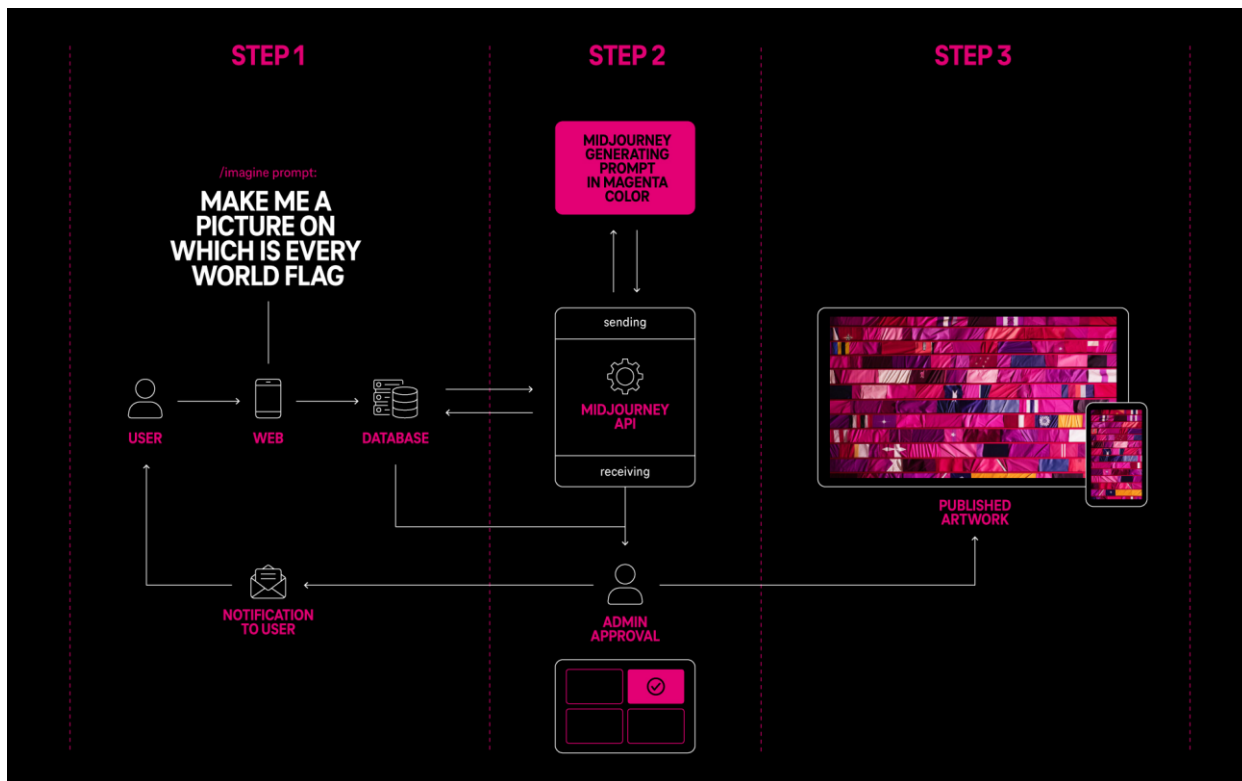 STEP 1
STEP 2
STEP 3
/imagine prompt:
MAKE ME A
PICTURE ON
WHICH IS EVERY
WORLD FLAG
MIDJOURNEY
GENERATING
PROMPT
IN MAGENTA
COLOR
sending
MIDJOURNEY
API
receiving
USER
WEB
DATABASE
PUBLISHED
ARTWORK
NOTIFICATION
TO USER
ADMIN
APPROVAL